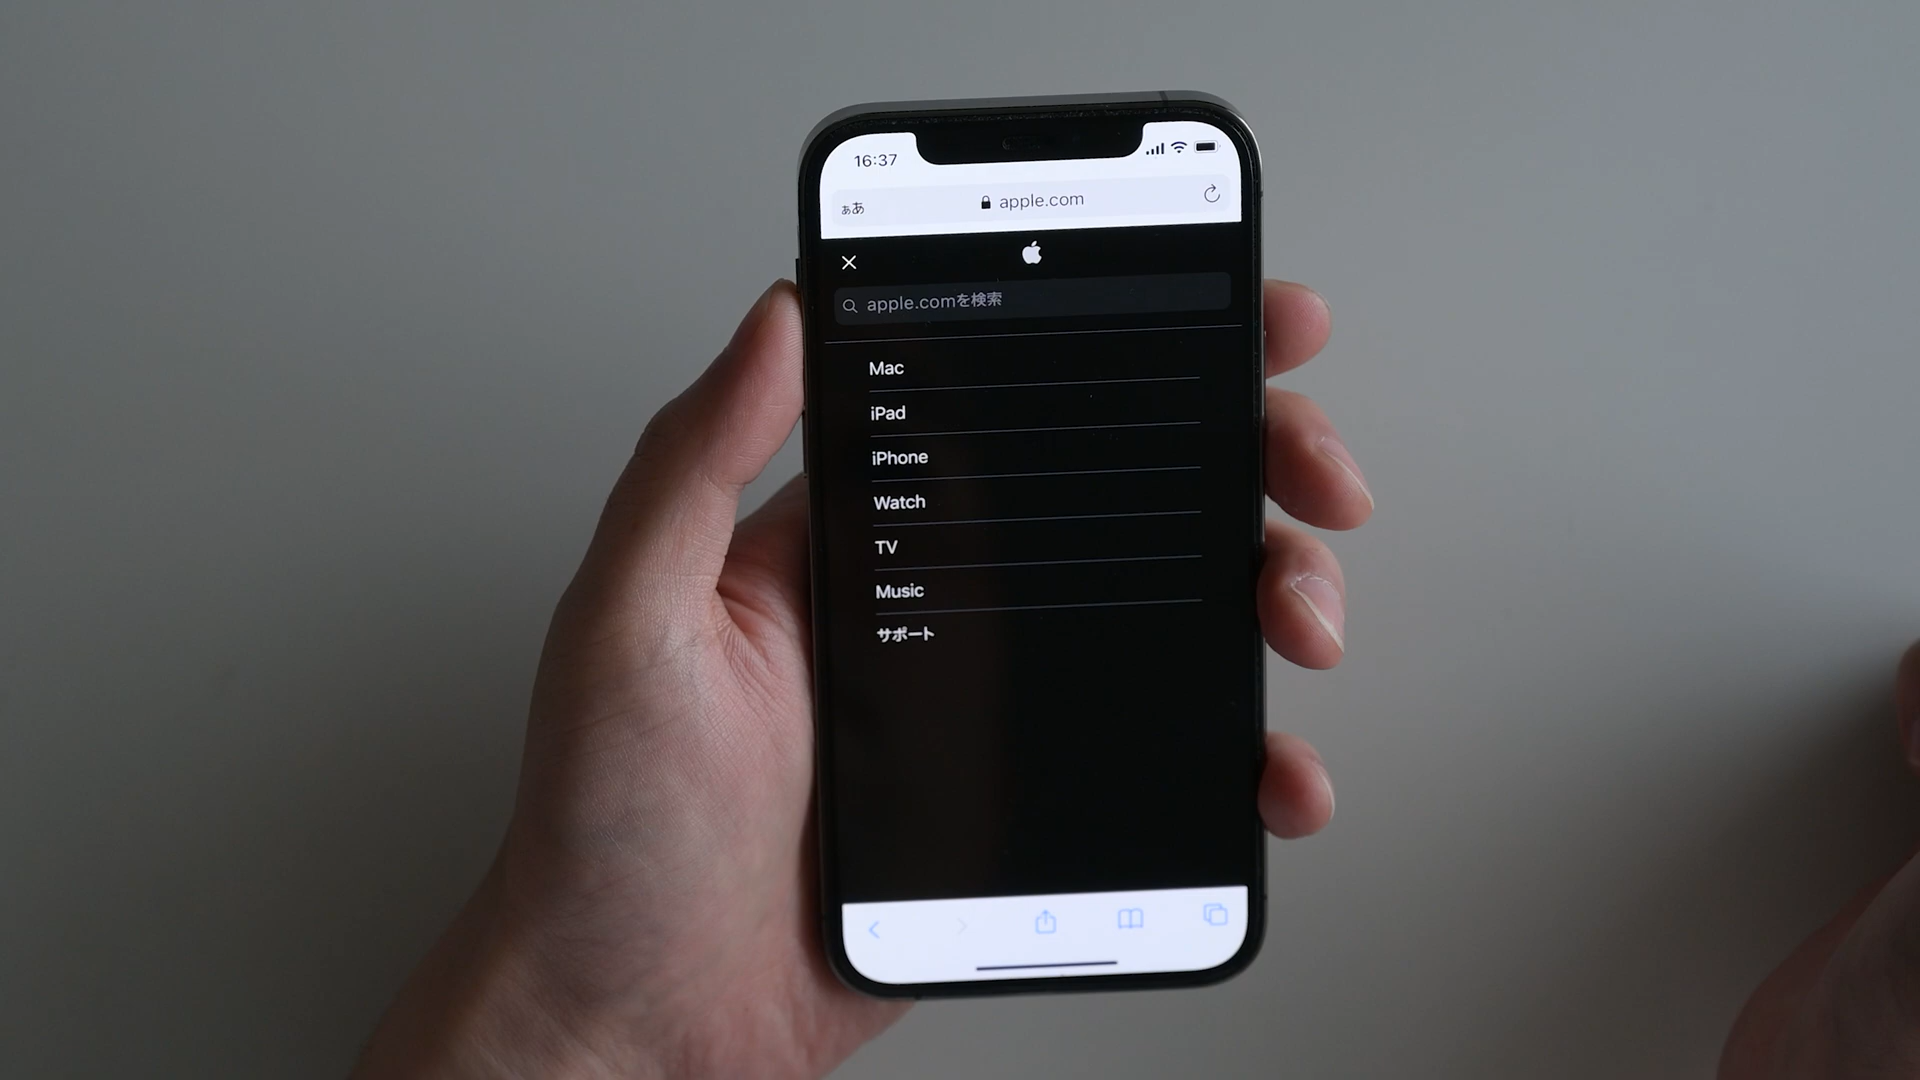 16:37
ぁあ apple.com
apple.comを検索
Mac
iPad
iPhone
Watch
TV
Music
サポート